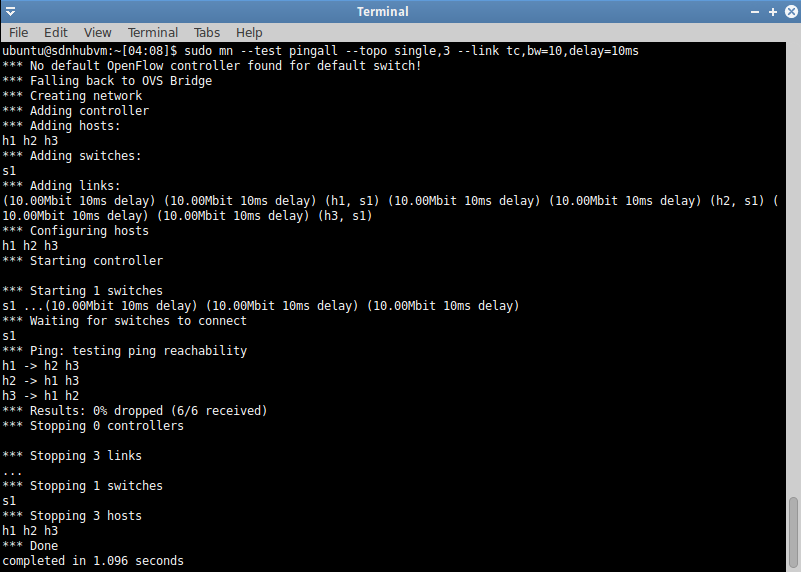 Terminal
File Edit View Terminal Tabs Help
ubuntu@sdnhubvm:~[04:08]$ sudo mn --test pingall --topo single,3 --link tc,bw=10,delay=10ms
*** No default OpenFlow controller found for default switch!
*** Falling back to OVS Bridge
*** Creating network
*** Adding controller
*** Adding hosts:
h1 h2 h3
*** Adding switches:
s1
*** Adding links:
(10.00Mbit 10ms delay) (10.00Mbit 10ms delay) (h1, s1) (10.00Mbit 10ms delay) (10.00Mbit 10ms delay) (h2, s1) (
10.00Mbit 10ms delay) (10.00Mbit 10ms delay) (h3, s1)
*** Configuring hosts
h1 h2 h3
*** Starting controller
*** Starting 1 switches
s1 ...(10.00Mbit 10ms delay) (10.00Mbit 10ms delay) (10.00Mbit 10ms delay)
*** Waiting for switches to connect
s1
*** Ping: testing ping reachability
h1 -> h2 h3
h2 -> h1 h3
h3 -> h1 h2
*** Results: 0% dropped (6/6 received)
*** Stopping 0 controllers
*** Stopping 3 links
...
*** Stopping 1 switches
s1
*** Stopping 3 hosts
h1 h2 h3
*** Done
completed in 1.096 seconds